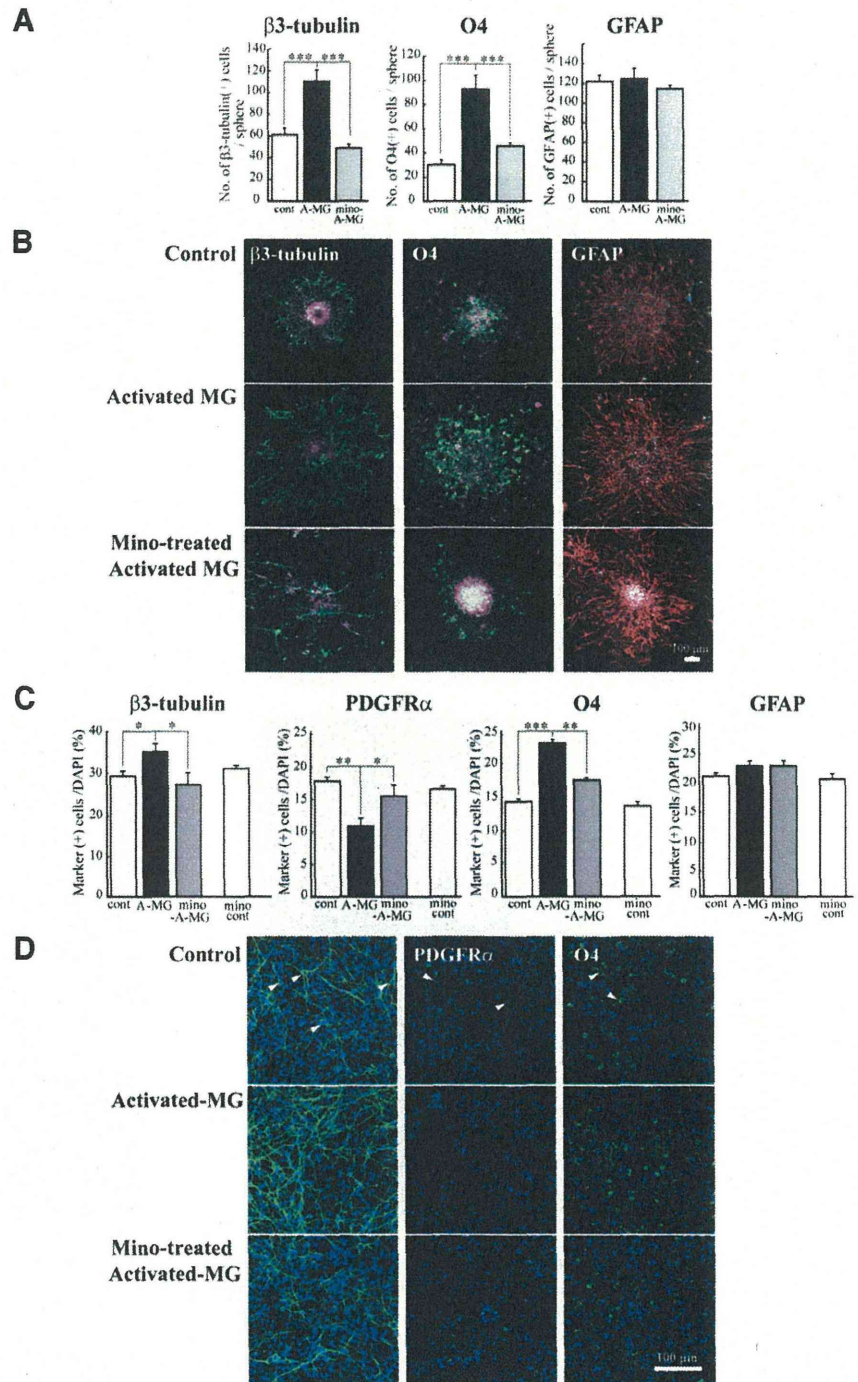 A
β3-tubulin
O4
GFAP
No. of β3-tubulin(+) cells / sphere
140
120
100
80
60
40
20
0
*** ***
cont
A-MG
mino-A-MG
No. of O4(+) cells / sphere
120
100
80
60
40
20
0
*** ***
cont
A-MG
mino-A-MG
No. of GFAP(+) cells / sphere
140
120
100
80
60
40
20
0
cont
A-MG
mino-A-MG
B
Control
β3-tubulin
O4
GFAP
Activated MG
Mino-treated
Activated MG
100 μm
C
β3-tubulin
PDGFRα
O4
GFAP
Marker (+) cells /DAPI (%)
40
30
20
10
0
* *
cont
A-MG
mino
-A-MG
mino
cont
Marker (+) cells /DAPI (%)
25
20
15
10
5
0
** *
cont
A-MG
mino
-A-MG
mino
cont
Marker (+) cells /DAPI (%)
25
20
15
10
5
0
*** **
cont
A-MG
mino
-A-MG
mino
cont
Marker (+) cells /DAPI (%)
30
25
20
15
10
5
0
cont
A-MG
mino
-A-MG
mino
cont
D
Control
PDGFRα
O4
Activated-MG
Mino-treated
Activated-MG
100 μm